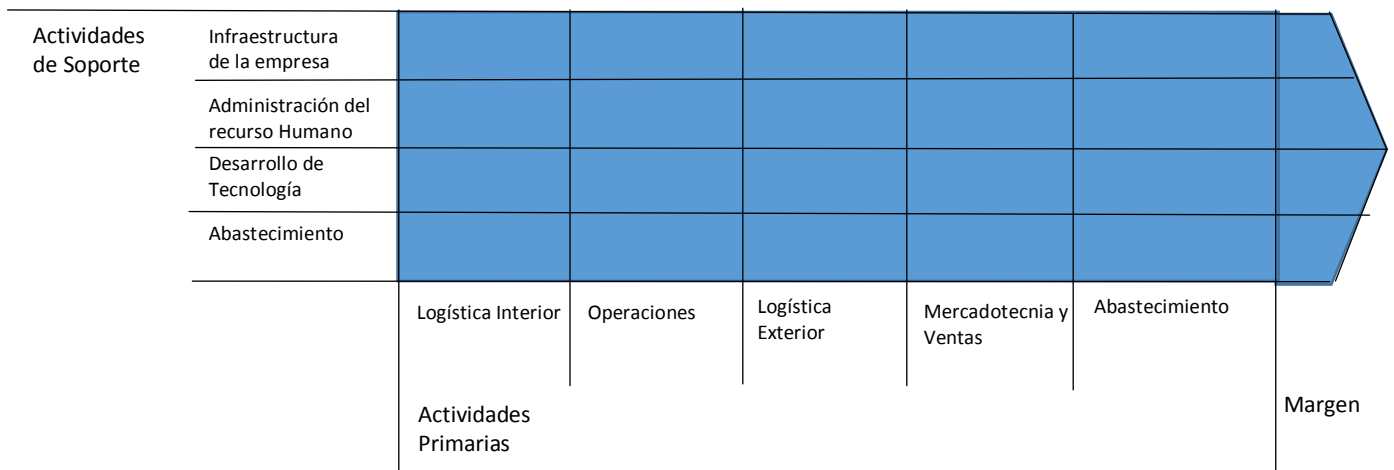 Actividades
de Soporte
Infraestructura
de la empresa
Administración del
recurso Humano
Desarrollo de
Tecnología
Abastecimiento
Logística Interior
Operaciones
Logística
Exterior
Mercadotecnia y
Ventas
Abastecimiento
Actividades
Primarias
Margen